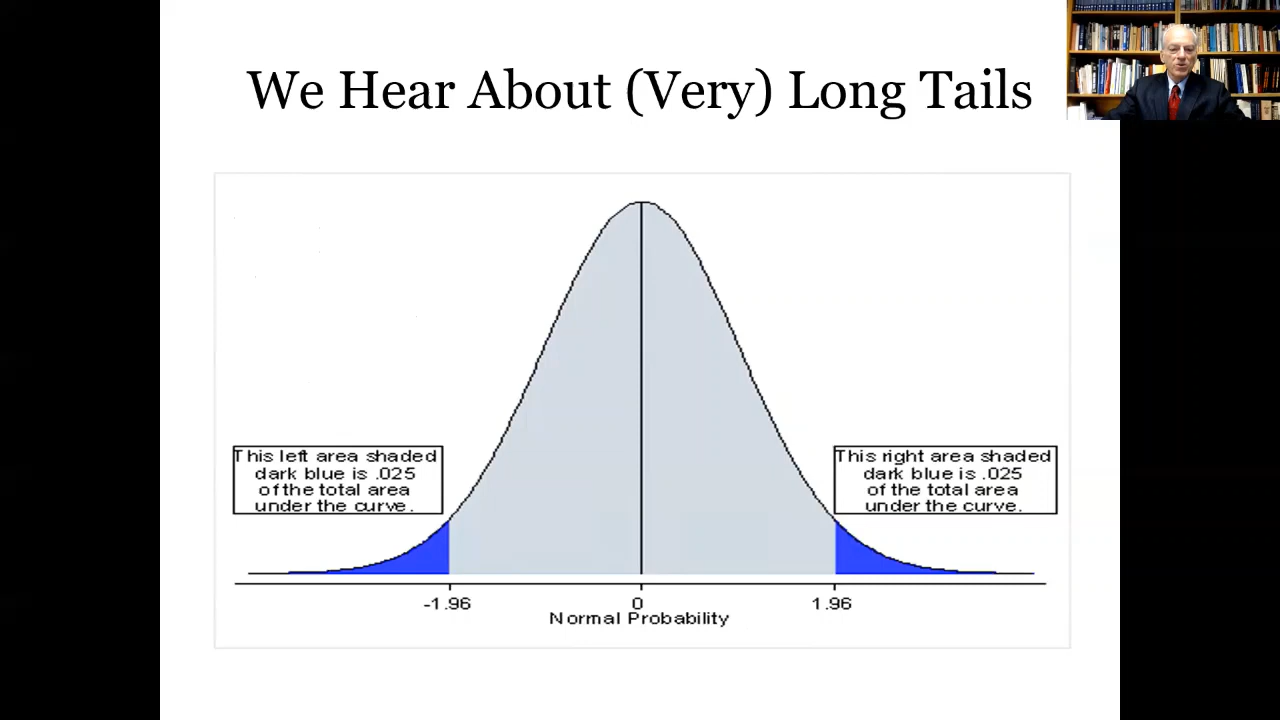 We Hear About (Very) Long Tails
This left area shaded
dark blue is .025
of the total area
under the curve.
This right area shaded
dark blue is .025
of the total area
under the curve.
-1.96
0
1.96
Normal Probability